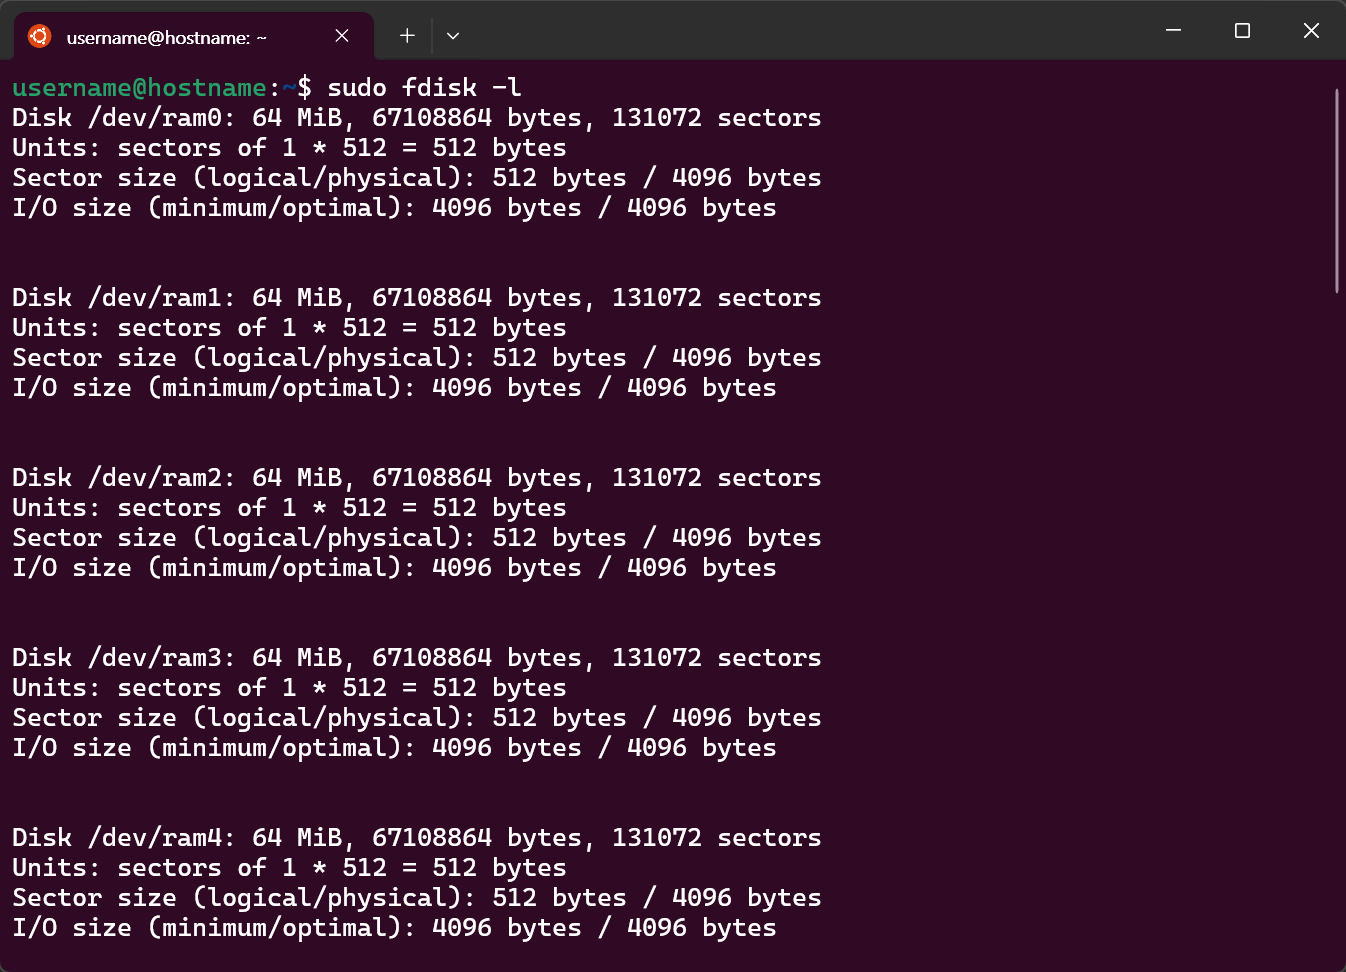 username@hostname: ~
username@hostname:~$ sudo fdisk -l
Disk /dev/ram0: 64 MiB, 67108864 bytes, 131072 sectors
Units: sectors of 1 * 512 = 512 bytes
Sector size (logical/physical): 512 bytes / 4096 bytes
I/O size (minimum/optimal): 4096 bytes / 4096 bytes
Disk /dev/ram1: 64 MiB, 67108864 bytes, 131072 sectors
Units: sectors of 1 * 512 = 512 bytes
Sector size (logical/physical): 512 bytes / 4096 bytes
I/O size (minimum/optimal): 4096 bytes / 4096 bytes
Disk /dev/ram2: 64 MiB, 67108864 bytes, 131072 sectors
Units: sectors of 1 * 512 = 512 bytes
Sector size (logical/physical): 512 bytes / 4096 bytes
I/O size (minimum/optimal): 4096 bytes / 4096 bytes
Disk /dev/ram3: 64 MiB, 67108864 bytes, 131072 sectors
Units: sectors of 1 * 512 = 512 bytes
Sector size (logical/physical): 512 bytes / 4096 bytes
I/O size (minimum/optimal): 4096 bytes / 4096 bytes
Disk /dev/ram4: 64 MiB, 67108864 bytes, 131072 sectors
Units: sectors of 1 * 512 = 512 bytes
Sector size (logical/physical): 512 bytes / 4096 bytes
I/O size (minimum/optimal): 4096 bytes / 4096 bytes